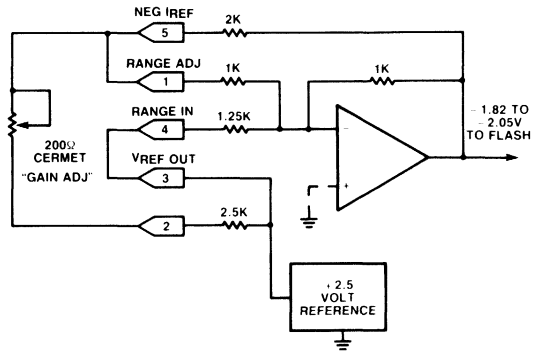 NEG IREF
5
2K
RANGE ADJ
1
1K
1K
RANGE IN
4
1.25K
200Ω
CERMET
"GAIN ADJ"
VREF OUT
3
2
2.5K
−
+
− 1.82 TO
− 2.05V
TO FLASH
+2.5
VOLT
REFERENCE